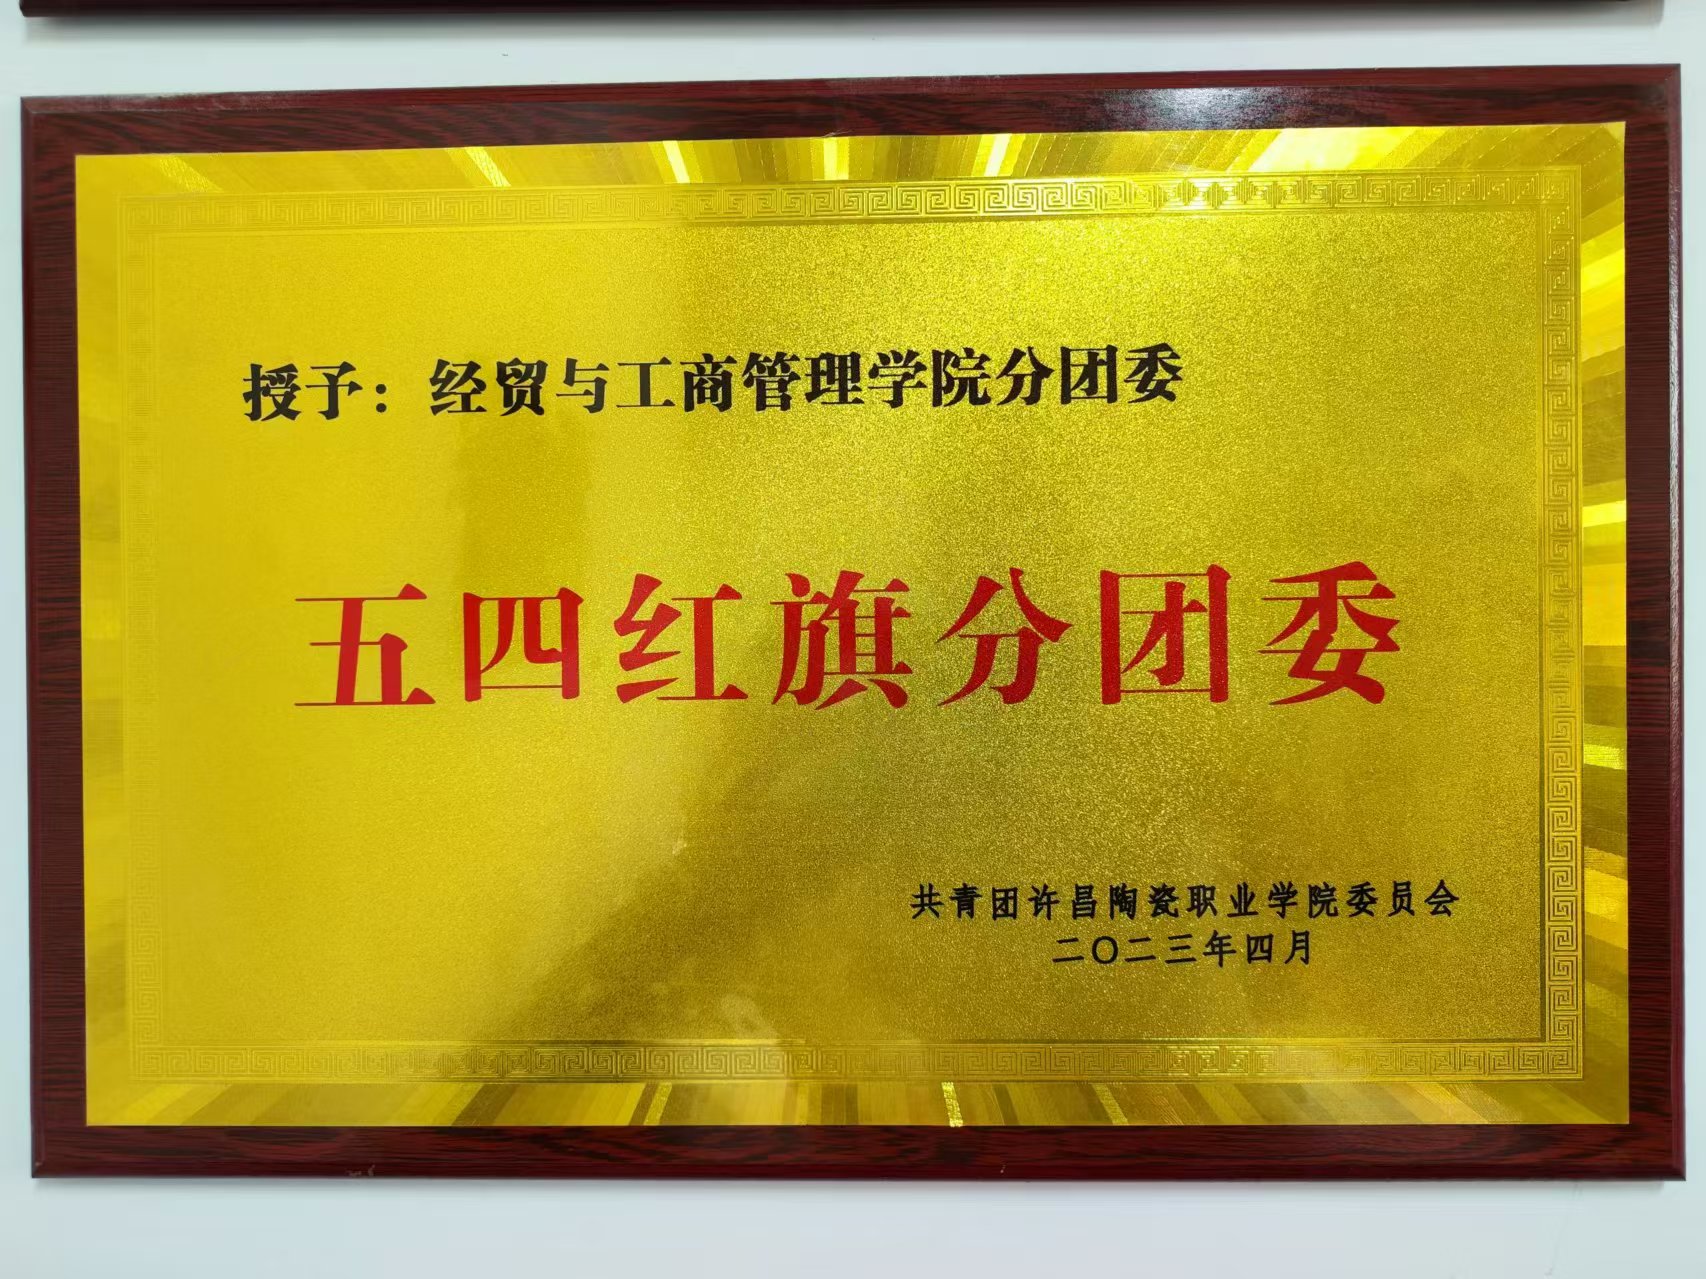 授予：经贸与工商管理学院分团委
五四红旗分团委
共青团许昌陶瓷职业学院委员会
二〇二三年四月